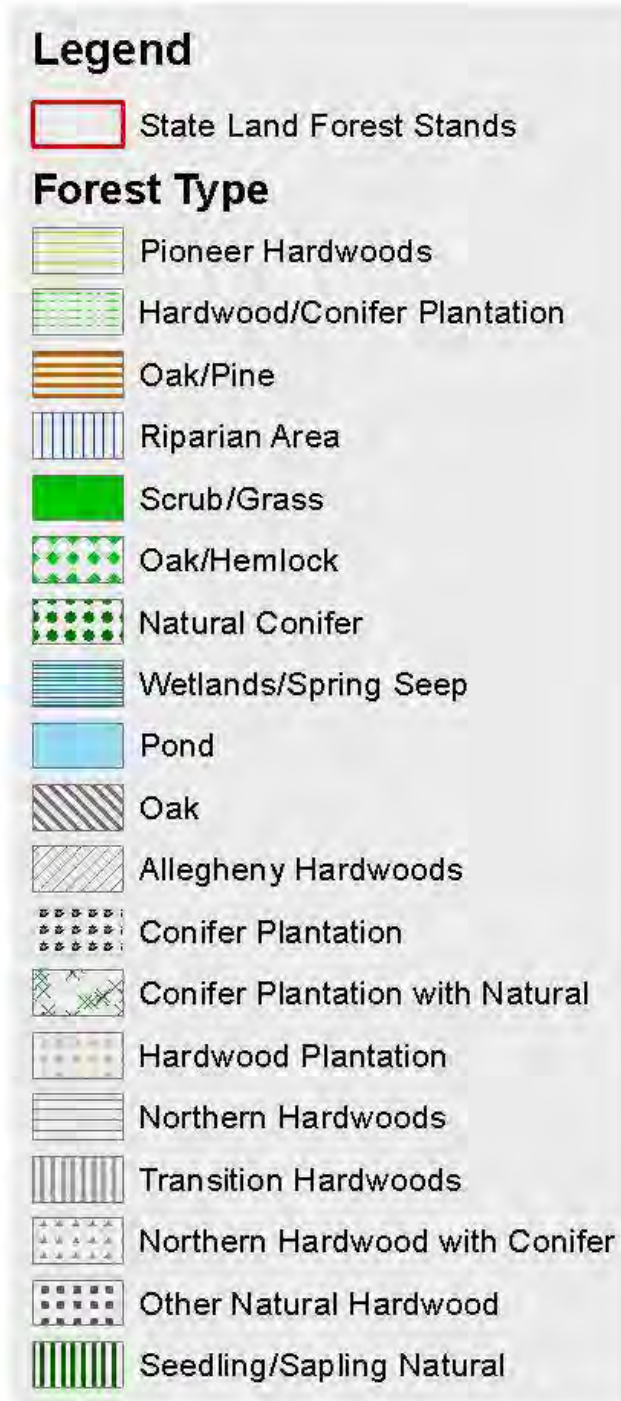 Legend
State Land Forest Stands
Forest Type
Pioneer Hardwoods
Hardwood/Conifer Plantation
Oak/Pine
Riparian Area
Scrub/Grass
Oak/Hemlock
Natural Conifer
Wetlands/Spring Seep
Pond
Oak
Allegheny Hardwoods
Conifer Plantation
Conifer Plantation with Natural
Hardwood Plantation
Northern Hardwoods
Transition Hardwoods
Northern Hardwood with Conifer
Other Natural Hardwood
Seedling/Sapling Natural